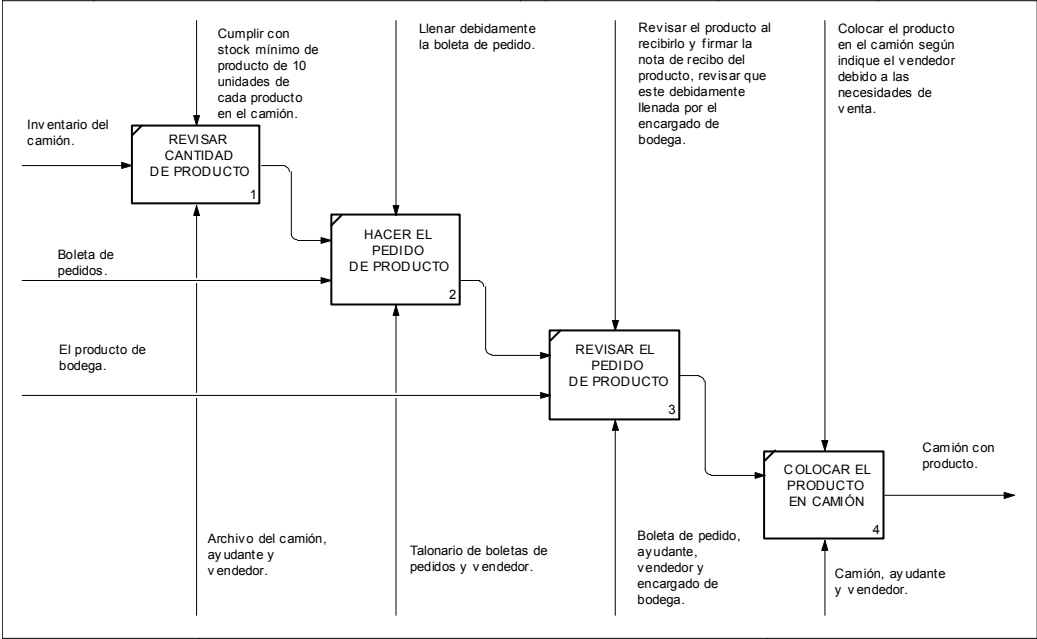 Cumplir con
stock mínimo de
producto de 10
unidades de
cada producto
en el camión.
Llenar debidamente
la boleta de pedido.
Revisar el producto al
recibirlo y firmar la
nota de recibo del
producto, revisar que
este debidamente
llenada por el
encargado de
bodega.
Colocar el producto
en el camión según
indique el vendedor
debido a las
necesidades de
venta.
Inventario del
camión.
REVISAR
CANTIDAD
DE PRODUCTO
1
Boleta de
pedidos.
HACER EL
PEDIDO
DE PRODUCTO
2
El producto de
bodega.
REVISAR EL
PEDIDO
DE PRODUCTO
3
COLOCAR EL
PRODUCTO
EN CAMIÓN
4
Camión con
producto.
Archivo del camión,
ayudante y
vendedor.
Talonario de boletas de
pedidos y vendedor.
Boleta de pedido,
ayudante,
vendedor y
encargado de
bodega.
Camión, ayudante
y vendedor.